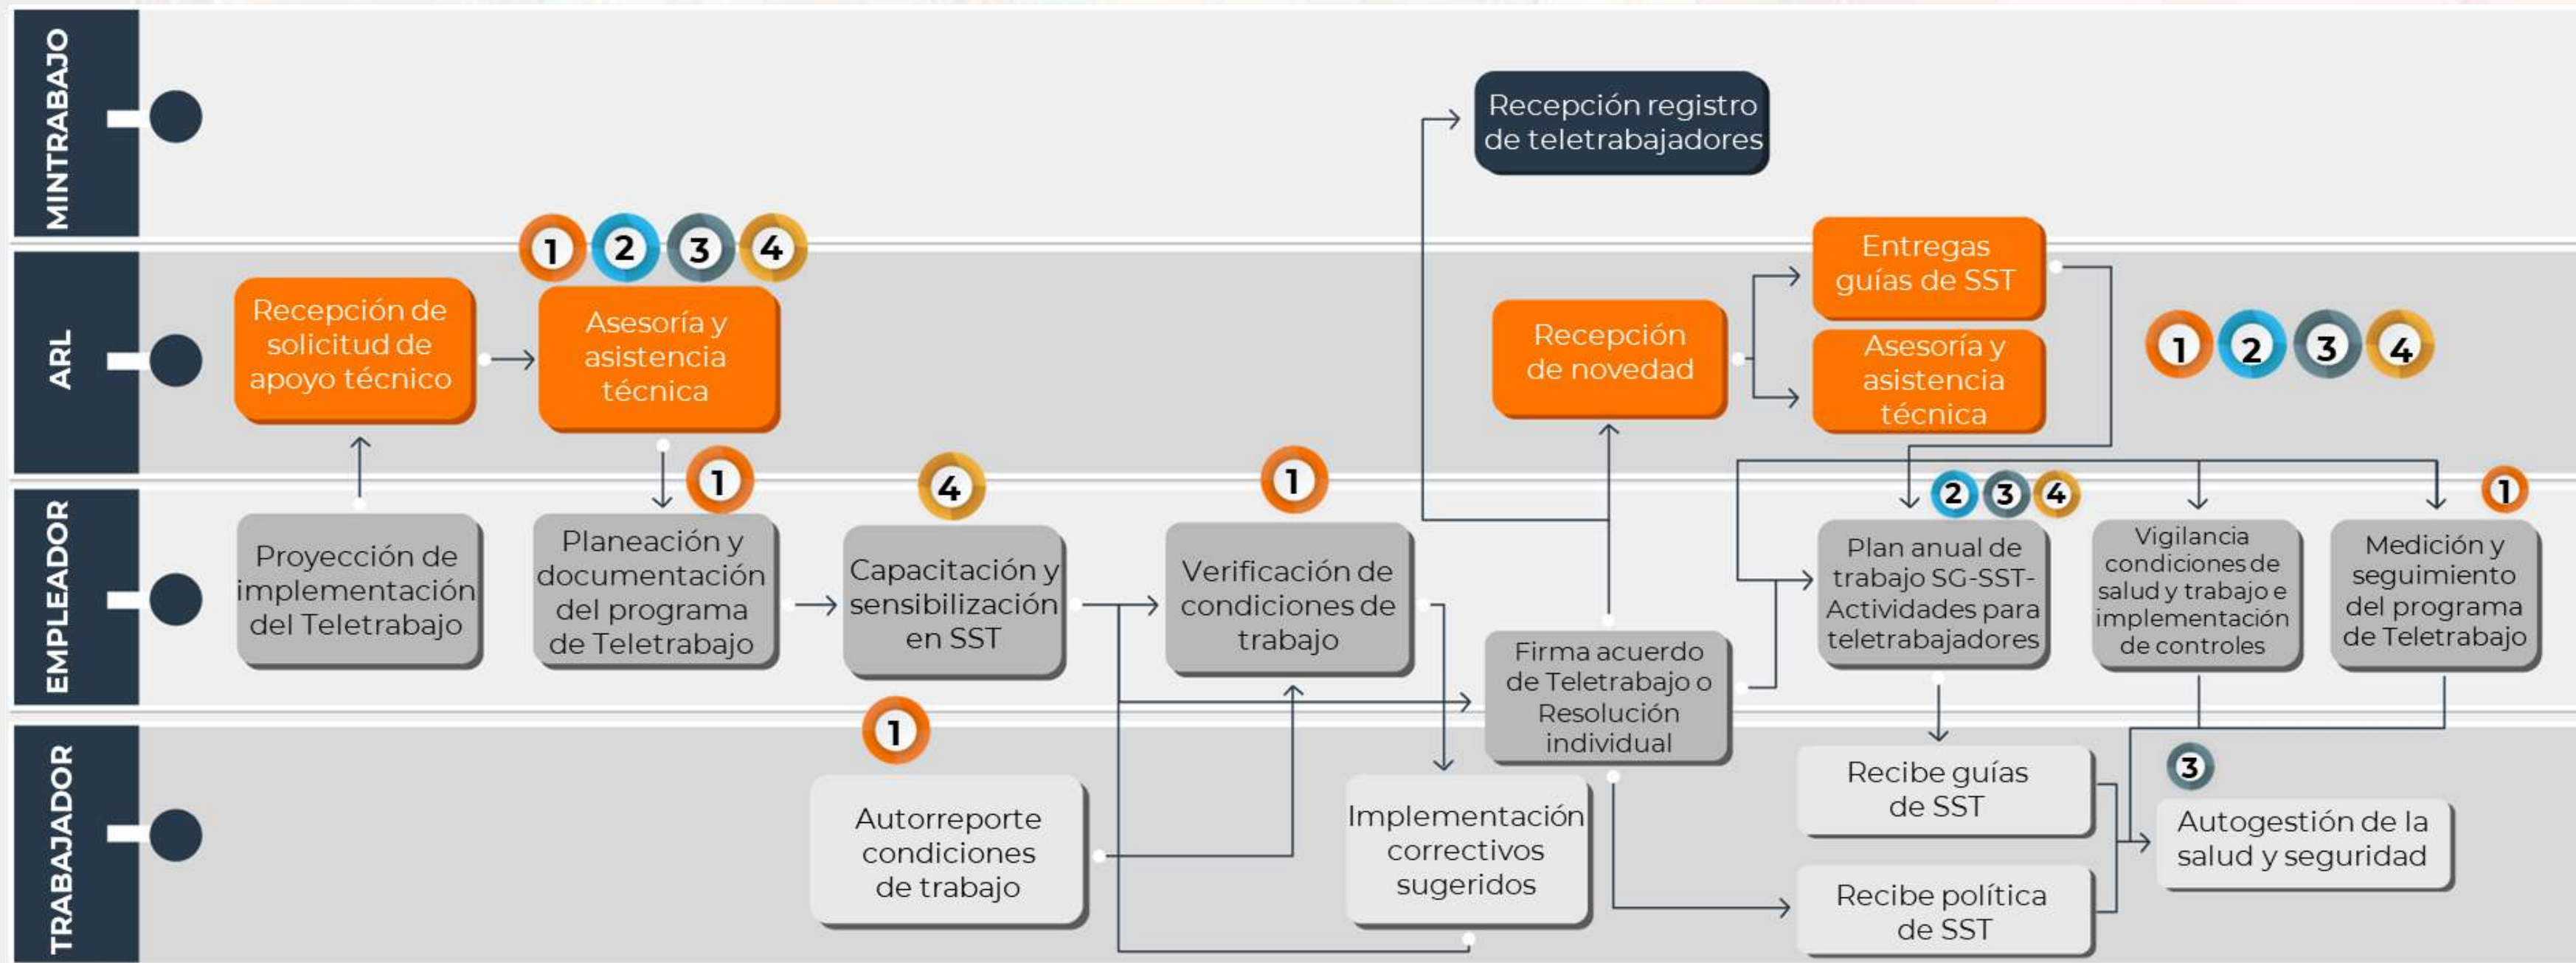 MINTRABAJO
Recepción registro
de teletrabajadores
ARL
1 2 3 4
Recepción de
solicitud de
apoyo técnico
Asesoría y
asistencia
técnica
Recepción
de novedad
Entregas
guías de SST
Asesoría y
asistencia
técnica
1 2 3 4
EMPLEADOR
Proyección de
implementación
del Teletrabajo
1
Planeación y
documentación
del programa
de Teletrabajo
4
Capacitación y
sensibilización
en SST
1
Verificación de
condiciones de
trabajo
Firma acuerdo
de Teletrabajo o
Resolución
individual
2 3 4
Plan anual de
trabajo SG-SST-
Actividades para
teletrabajadores
Vigilancia
condiciones de
salud y trabajo e
implementación
de controles
1
Medición y
seguimiento
del programa
de Teletrabajo
TRABAJADOR
1
Autorreporte
condiciones
de trabajo
Implementación
correctivos
sugeridos
Recibe guías
de SST
Recibe política
de SST
3
Autogestión de la
salud y seguridad